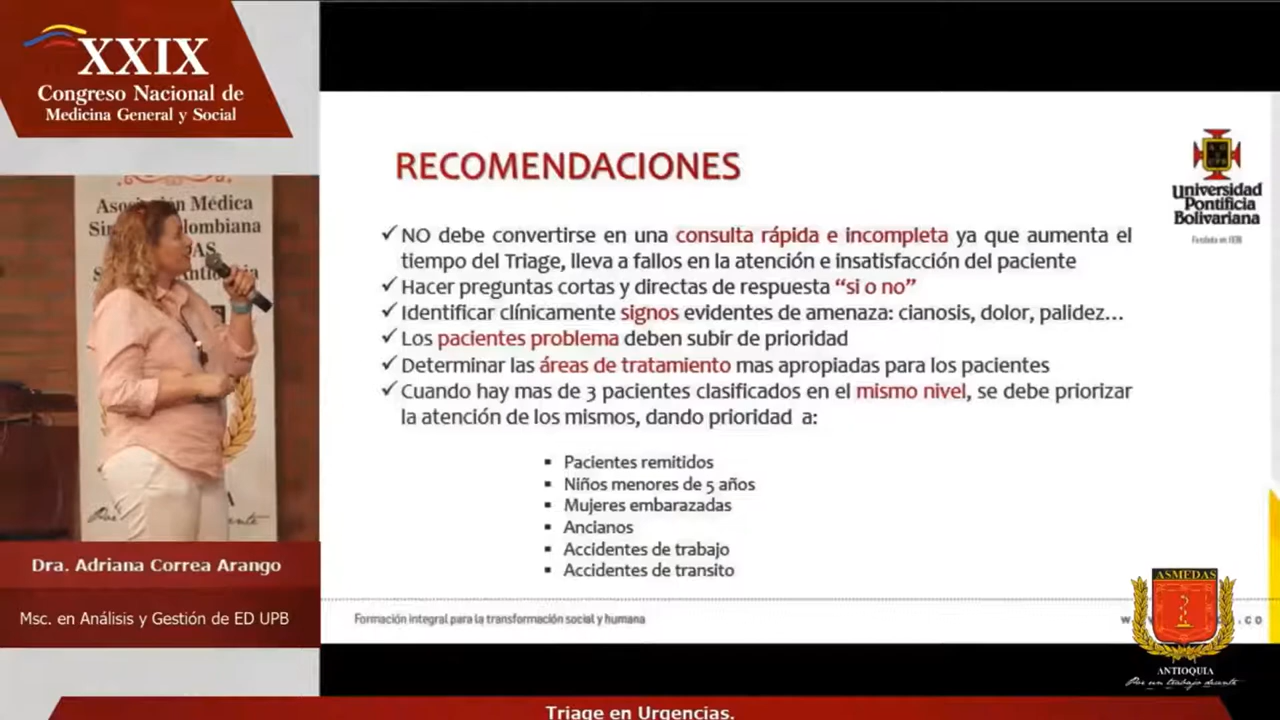 XXIX
Congreso Nacional de
Medicina General y Social
Asociación Médica
RECOMENDACIONES
Universidad
Pontificia
Bolivariana
✓ NO debe convertirse en una consulta rápida e incompleta ya que aumenta el
tiempo del Triage, lleva a fallos en la atención e insatisfacción del paciente
✓ Hacer preguntas cortas y directas de respuesta “si o no”
✓ Identificar clínicamente signos evidentes de amenaza: cianosis, dolor, palidez...
✓ Los pacientes problema deben subir de prioridad
✓ Determinar las áreas de tratamiento mas apropiadas para los pacientes
✓ Cuando hay mas de 3 pacientes clasificados en el mismo nivel, se debe priorizar
la atención de los mismos, dando prioridad a:
▪ Pacientes remitidos
▪ Niños menores de 5 años
▪ Mujeres embarazadas
▪ Ancianos
▪ Accidentes de trabajo
▪ Accidentes de transito
Formación integral para la transformación social y humana
Dra. Adriana Correa Arango
Msc. en Análisis y Gestión de ED UPB
ASMEDAS
ANTIOQUIA
Por un trabajo decente
Triage en Urgencias.